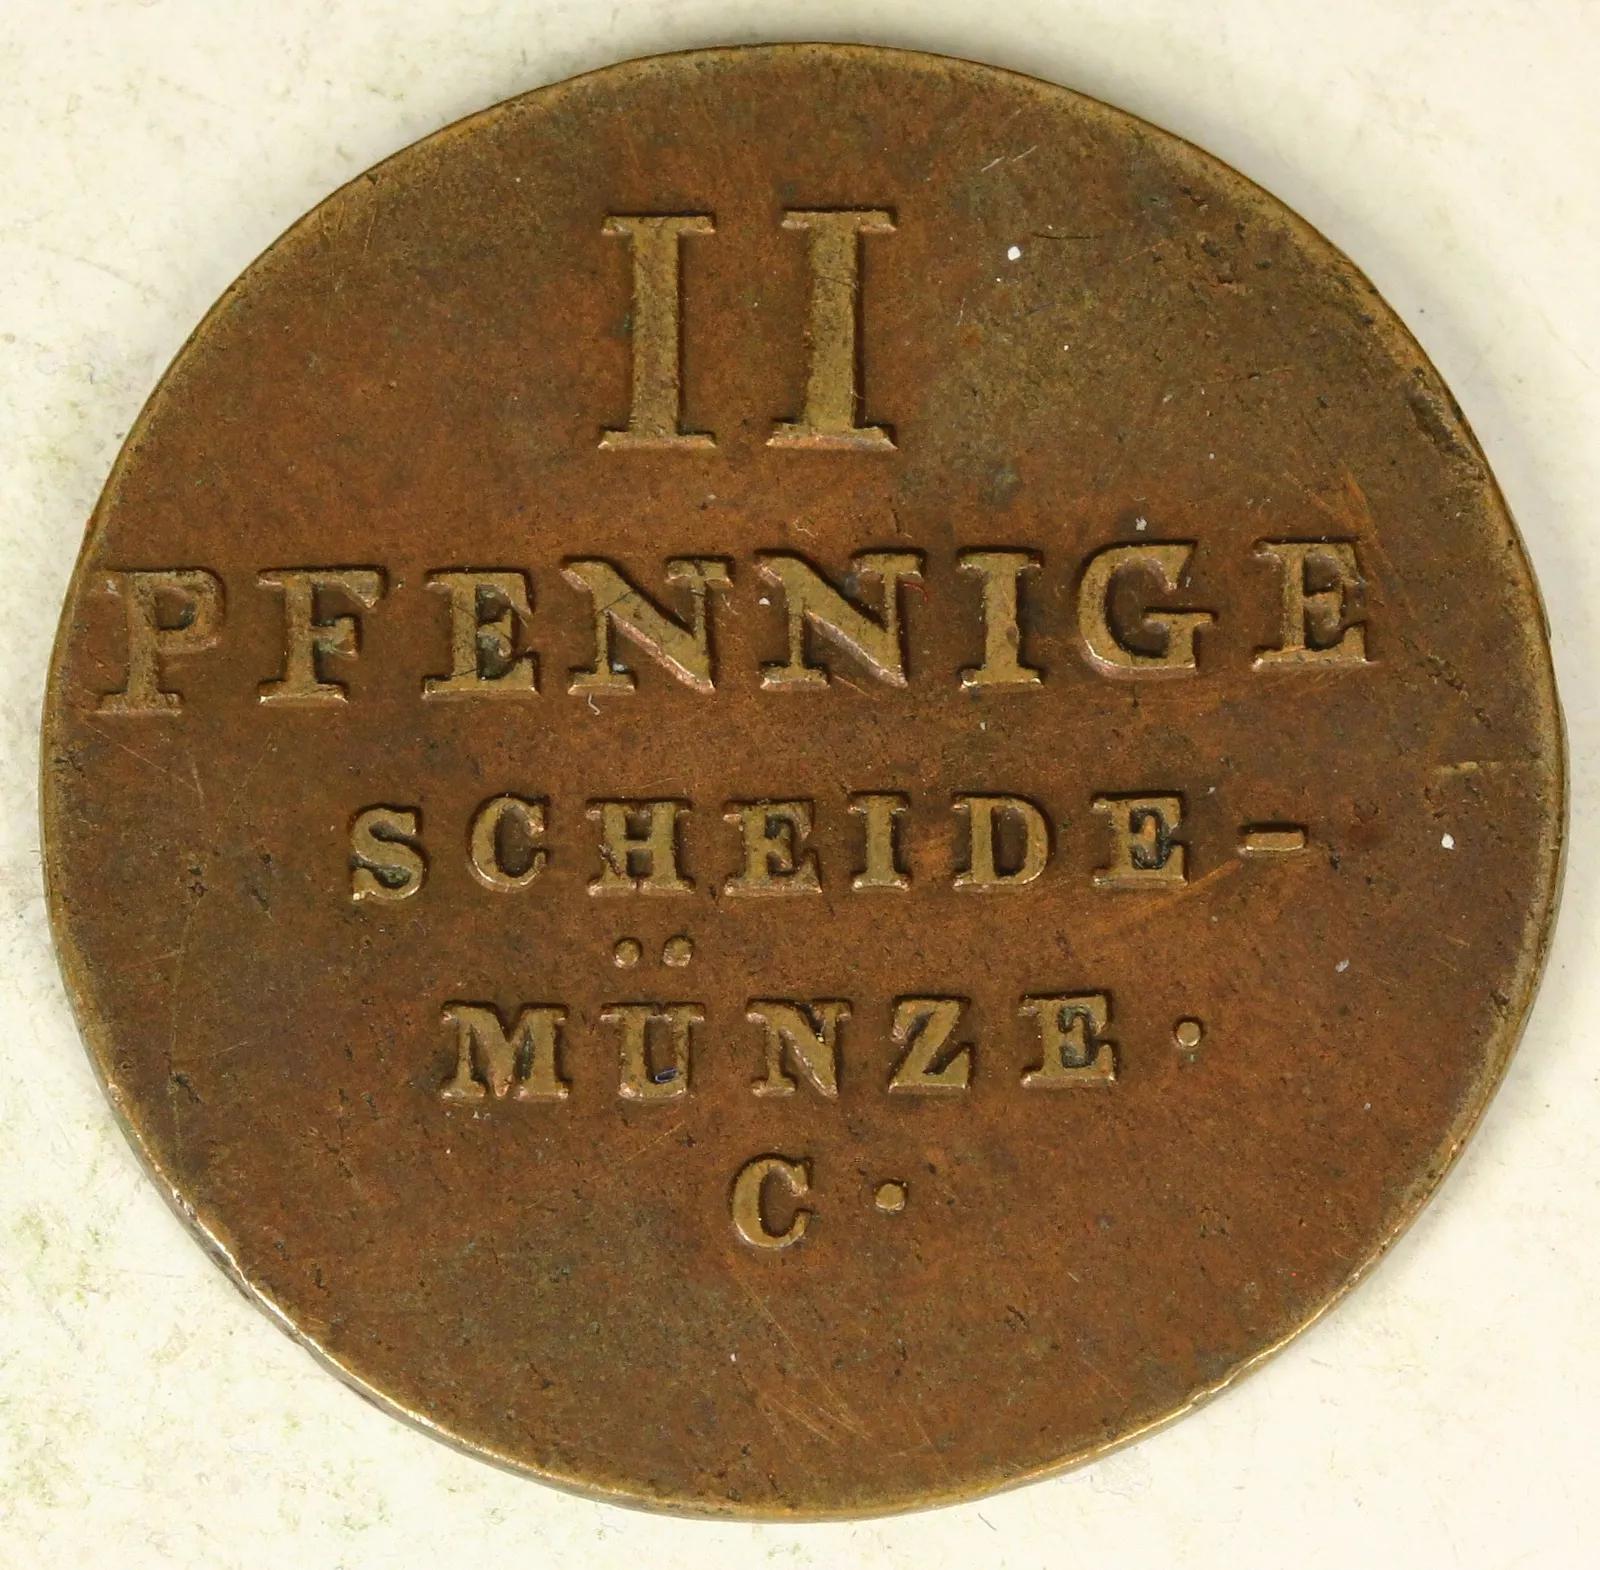 II
PFENNIGE
SCHEIDE-
MÜNZE.
C.